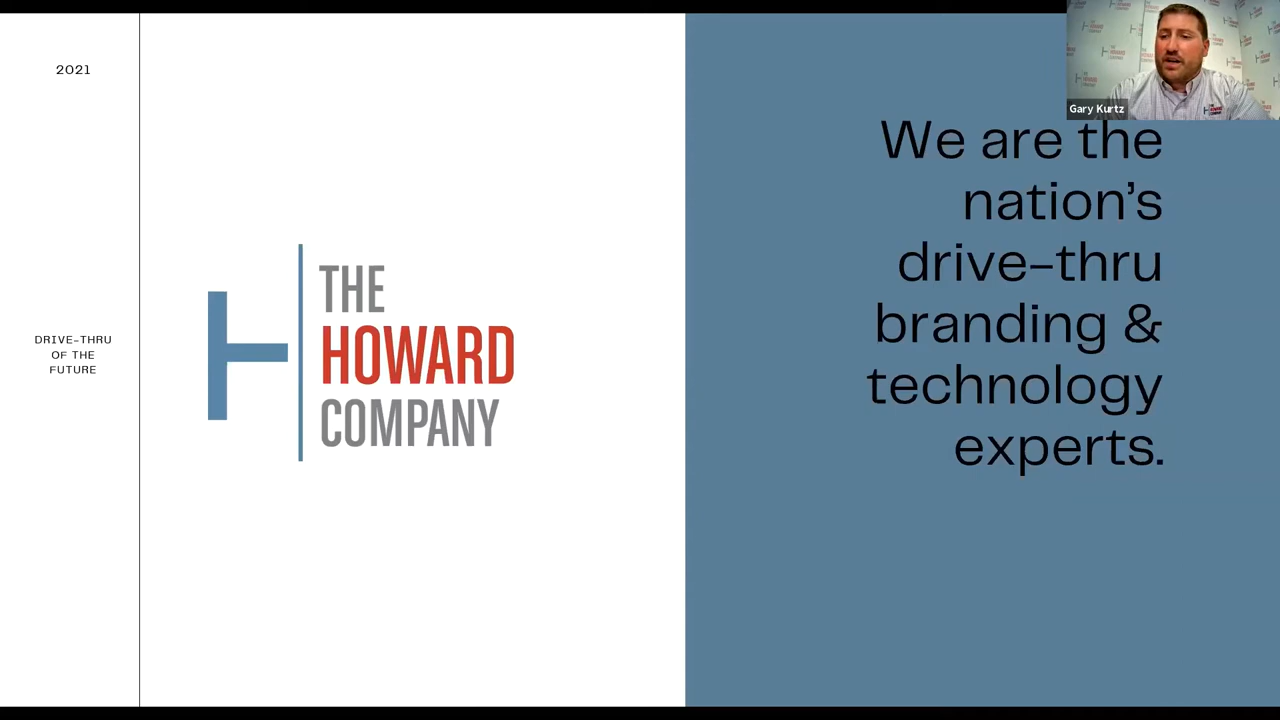 2021
DRIVE-THRU
OF THE
FUTURE
THE
HOWARD
COMPANY
We are the
nation's
drive-thru
branding &
technology
experts.
Gary Kurtz